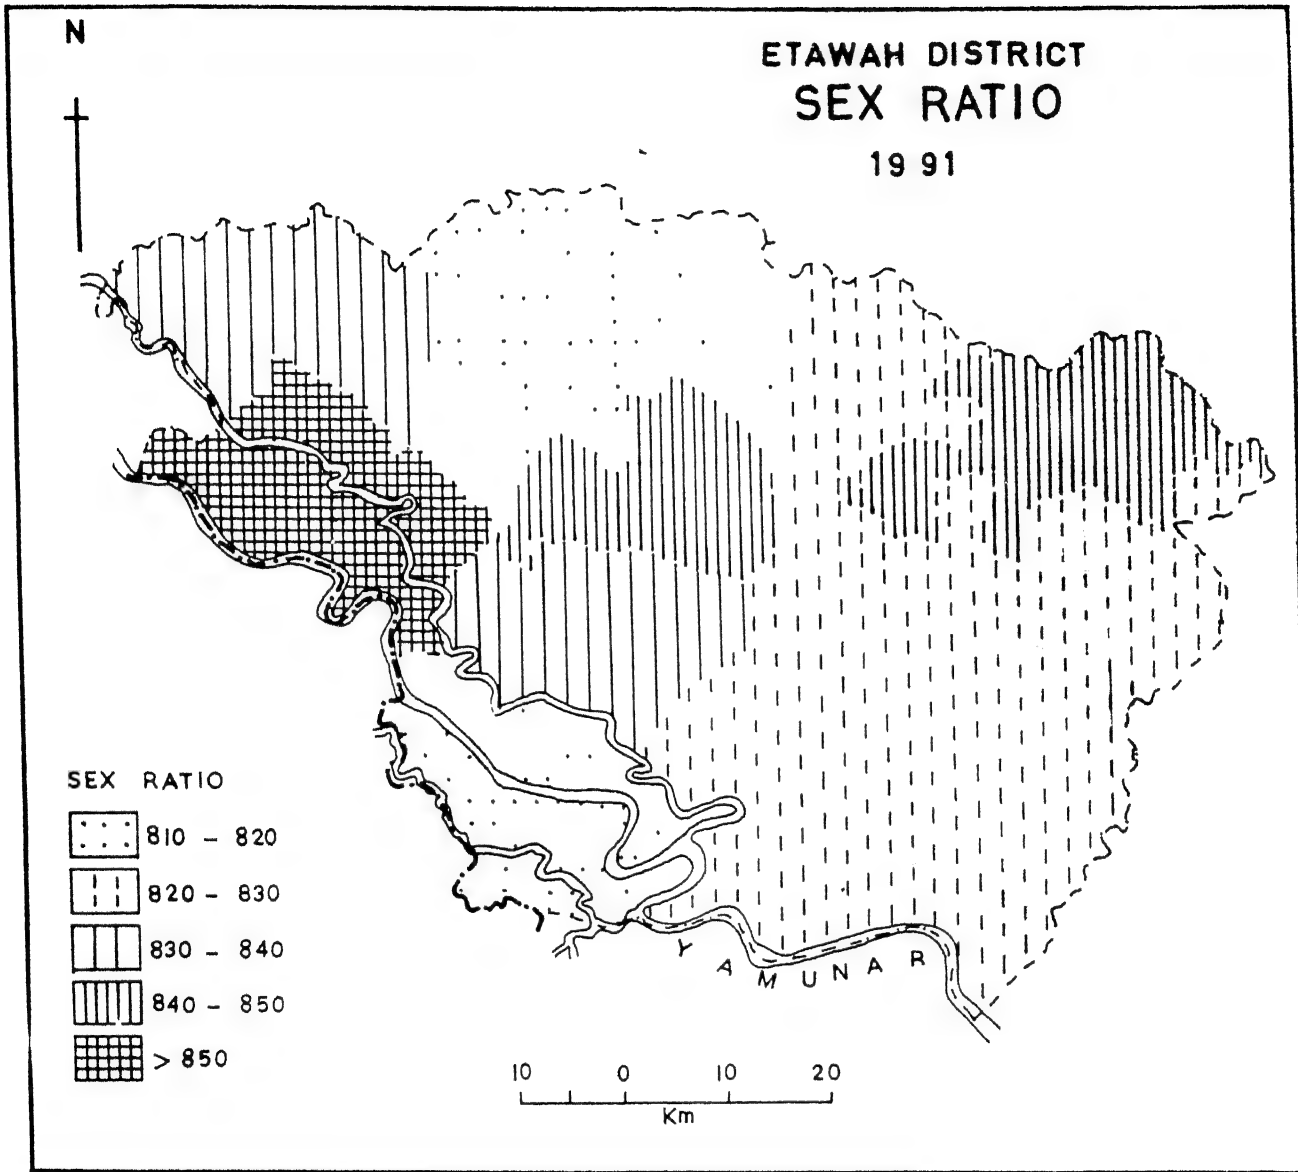 N
ETAWAH DISTRICT
SEX RATIO
1991
SEX RATIO
810 - 820
820 - 830
830 - 840
840 - 850
> 850
YAMUNA R
10 0 10 20
Km